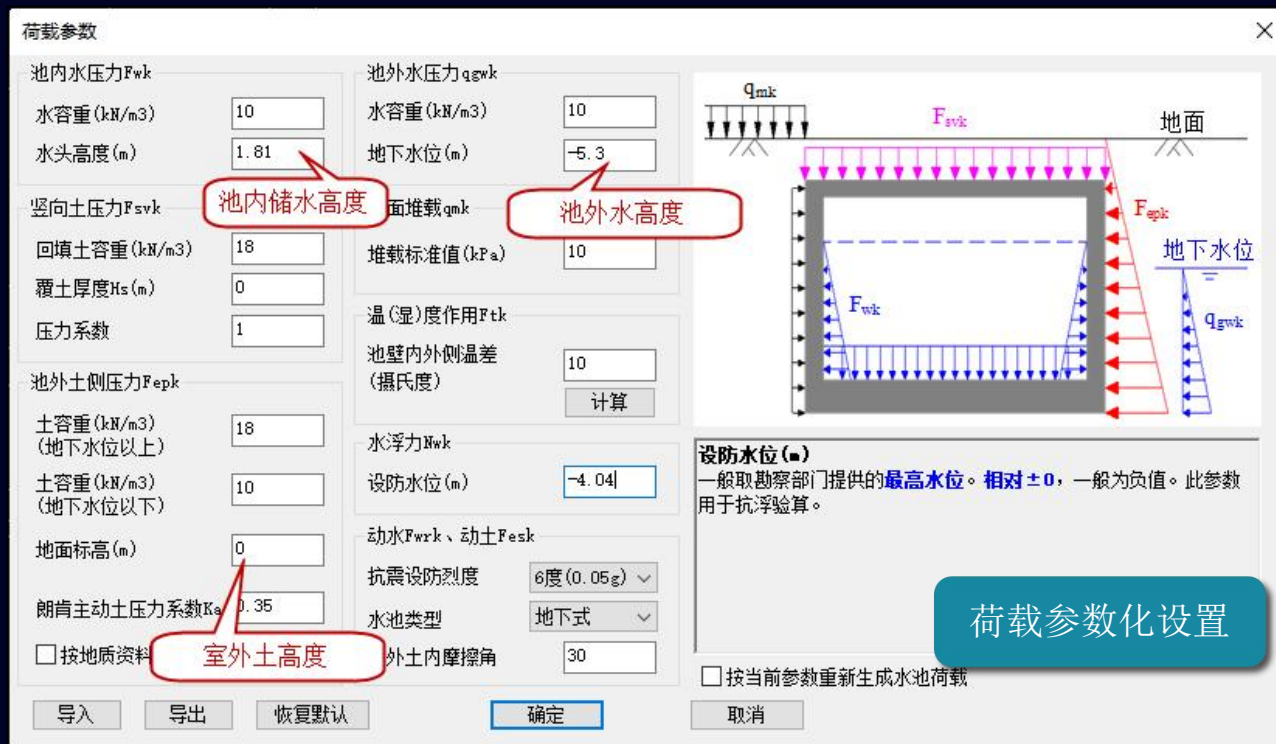 荷载参数
池内水压力Fwk
水容重(kN/m3)
10
水头高度(m)
1.81
池内储水高度
竖向土压力Fsvk
回填土容重(kN/m3)
18
覆土厚度Hs(m)
0
压力系数
1
池外土侧压力Fepk
土容重(kN/m3)
(地下水位以上)
18
土容重(kN/m3)
(地下水位以下)
10
地面标高(m)
0
朗肯主动土压力系数Ka
0.35
按地质资料
室外土高度
池外水压力qgwk
水容重(kN/m3)
10
地下水位(m)
-5.3
池外水高度
面堆载qmk
堆载标准值(kPa)
10
温(湿)度作用Ftk
池壁内外侧温差
(摄氏度)
10
计算
水浮力Nwk
设防水位(m)
-4.04
动水Fwrk、动土Fesk
抗震设防烈度
6度(0.05g)
水池类型
地下式
外土内摩擦角
30
qmk
Fsvk
地面
Fepk
地下水位
Fwk
qgwk
设防水位(m)
一般取勘察部门提供的最高水位。相对±0，一般为负值。此参数
用于抗浮验算。
荷载参数化设置
按当前参数重新生成水池荷载
导入
导出
恢复默认
确定
取消